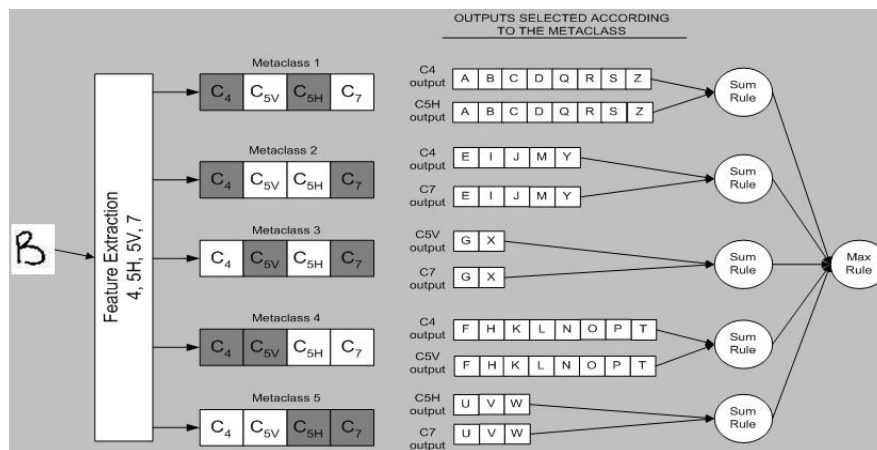 OUTPUTS SELECTED ACCORDING
TO THE METACLASS
B
Feature Extraction
4, 5H, 5V, 7
Metaclass 1
C4 C5V C5H C7
C4
output
A B C D Q R S Z
C5H
output
A B C D Q R S Z
Sum
Rule
Metaclass 2
C4 C5V C5H C7
C4
output
E I J M Y
C7
output
E I J M Y
Sum
Rule
Metaclass 3
C4 C5V C5H C7
C5V
output
G X
C7
output
G X
Sum
Rule
Metaclass 4
C4 C5V C5H C7
C4
output
F H K L N O P T
C5V
output
F H K L N O P T
Sum
Rule
Metaclass 5
C4 C5V C5H C7
C5H
output
U V W
C7
output
U V W
Sum
Rule
Max
Rule